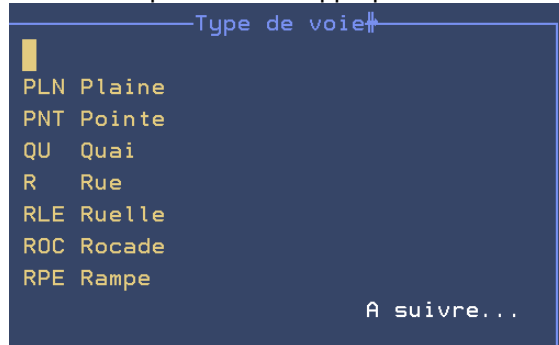 Type de voie
PLN Plaine
PNT Pointe
QU Quai
R Rue
RLE Ruelle
ROC Rocade
RPE Rampe
A suivre...